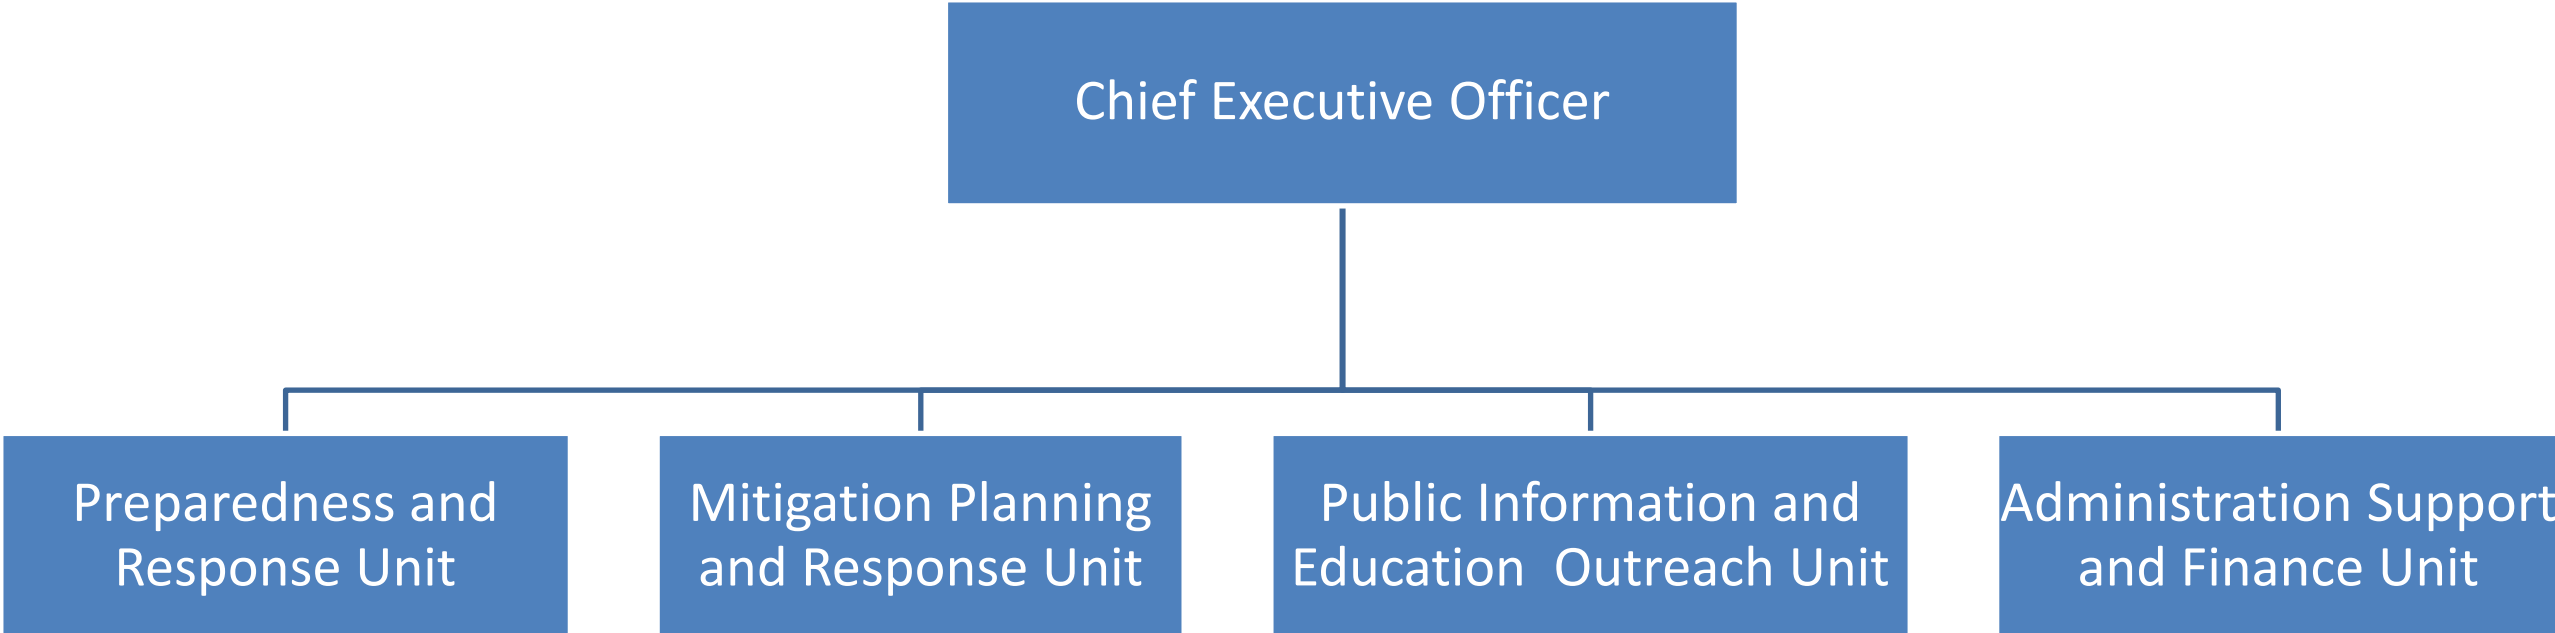 Chief Executive Officer
Preparedness and
Response Unit
Mitigation Planning
and Response Unit
Public Information and
Education  Outreach Unit
Administration Support
and Finance Unit